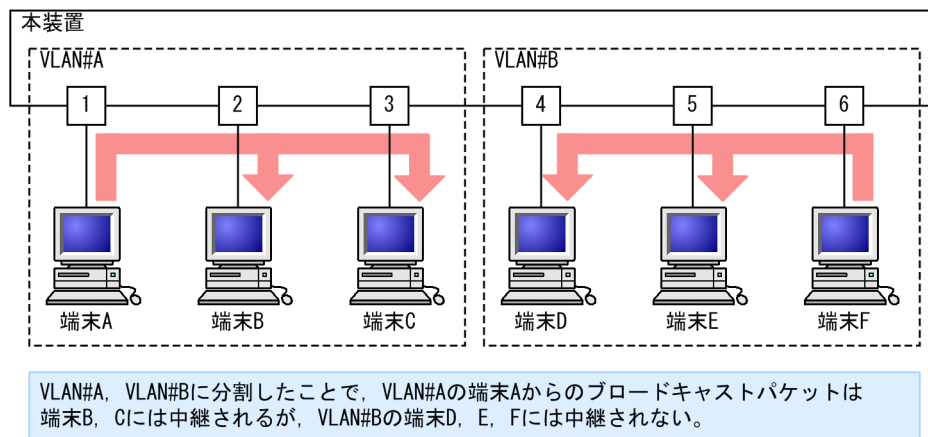 本装置
VLAN#A
VLAN#B
1
2
3
4
5
6
端末A
端末B
端末C
端末D
端末E
端末F
VLAN#A, VLAN#Bに分割したことで, VLAN#Aの端末Aからのブロードキャストパケットは
端末B, Cには中継されるが, VLAN#Bの端末D, E, Fには中継されない。